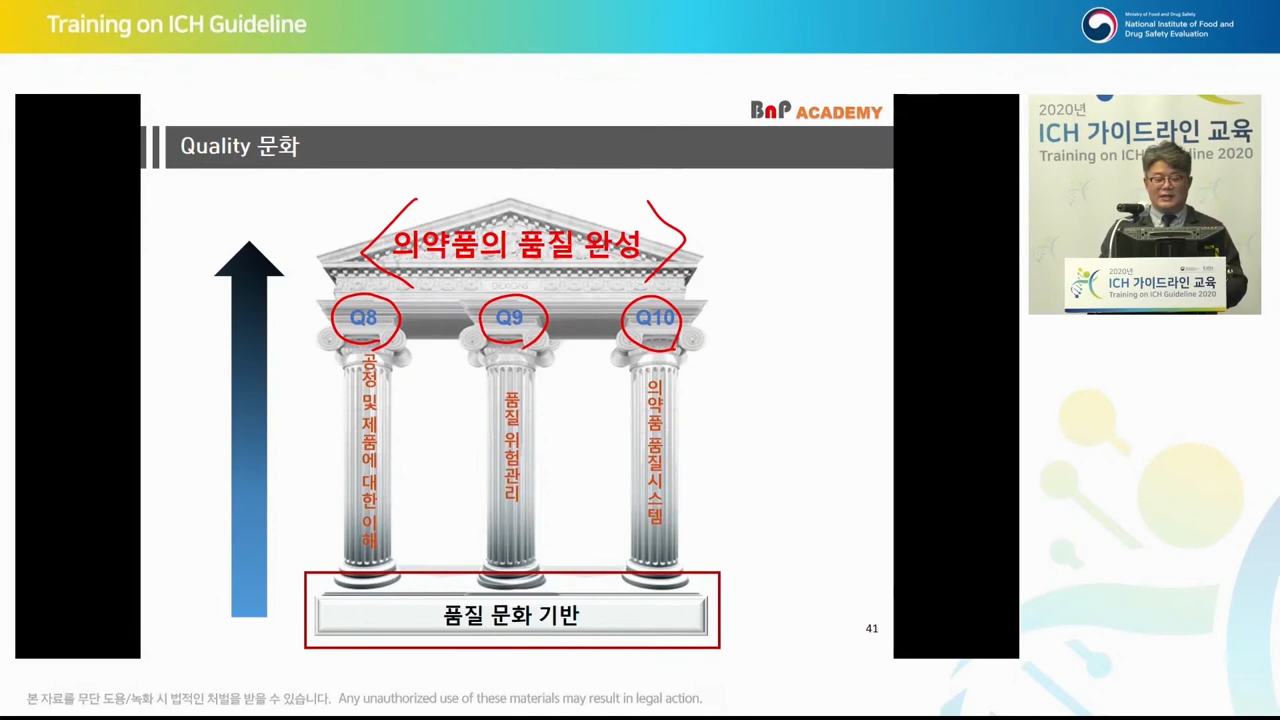 Training on ICH Guideline
Ministry of Food and Drug Safety
National Institute of Food and
Drug Safety Evaluation
BnP ACADEMY
Quality 문화
의약품의 품질 완성
Q8
Q9
Q10
공정 및 제품에 대한 이해
품질 위험관리
의약품 품질시스템
품질 문화 기반
41
2020년
ICH 가이드라인 교육
Training on ICH Guideline 2020
2020년
ICH 가이드라인 교육
Training on ICH Guideline 2020
본 자료를 무단 도용/녹화 시 법적인 처벌을 받을 수 있습니다. Any unauthorized use of these materials may result in legal action.